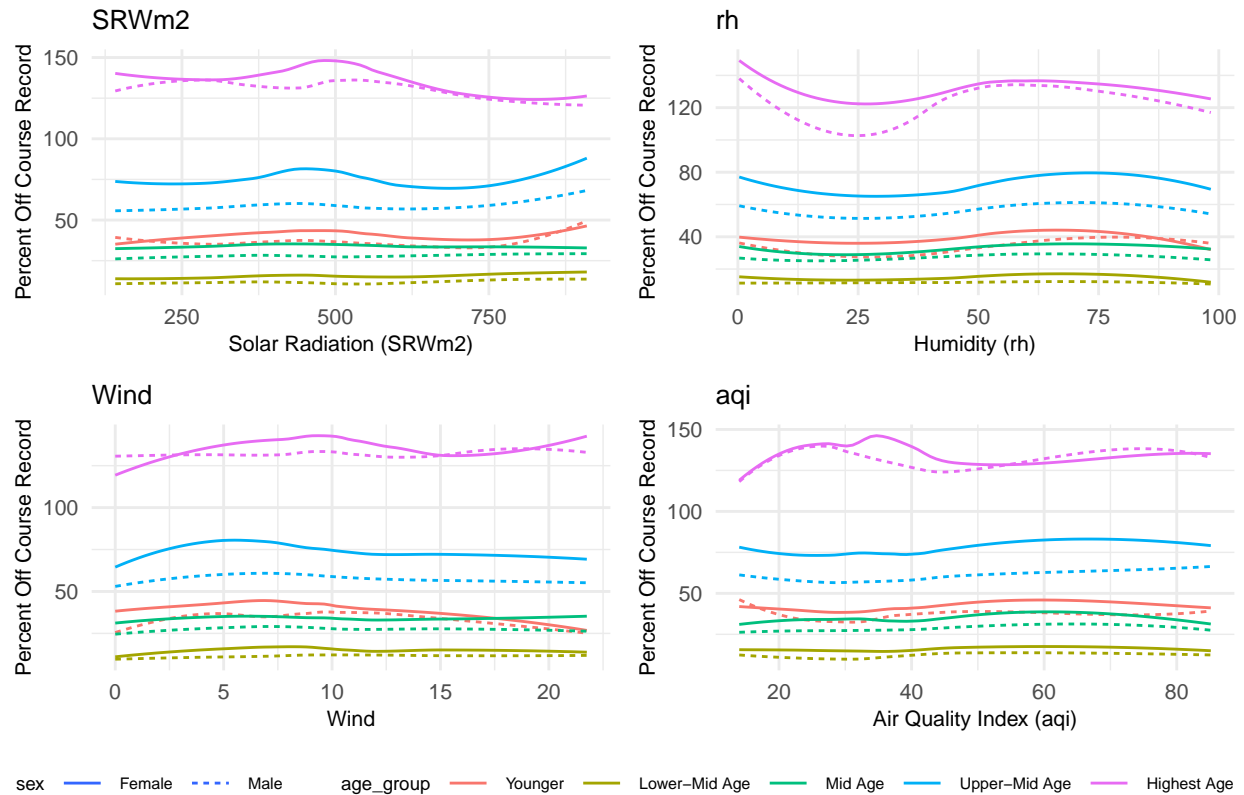 SRWm2
Percent Off Course Record
150
100
50
250 500 750
Solar Radiation (SRWm2)
rh
Percent Off Course Record
120
80
40
0 25 50 75 100
Humidity (rh)
Wind
Percent Off Course Record
100
50
0 5 10 15 20
Wind
aqi
Percent Off Course Record
150
100
50
20 40 60 80
Air Quality Index (aqi)
sex Female Male age_group Younger Lower−Mid Age Mid Age Upper−Mid Age Highest Age